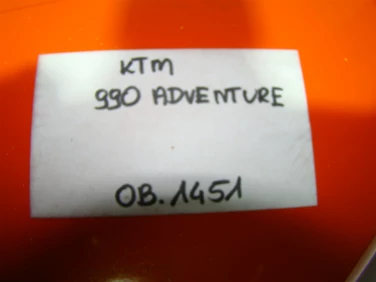 KTM
990 ADVENTURE
OB. 1451